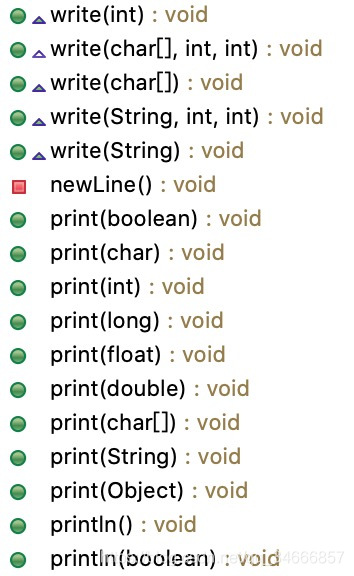 write(int) : void
write(char[], int, int) : void
write(char[]) : void
write(String, int, int) : void
write(String) : void
newLine() : void
print(boolean) : void
print(char) : void
print(int) : void
print(long) : void
print(float) : void
print(double) : void
print(char[]) : void
print(String) : void
print(Object) : void
println() : void
println(boolean) : void